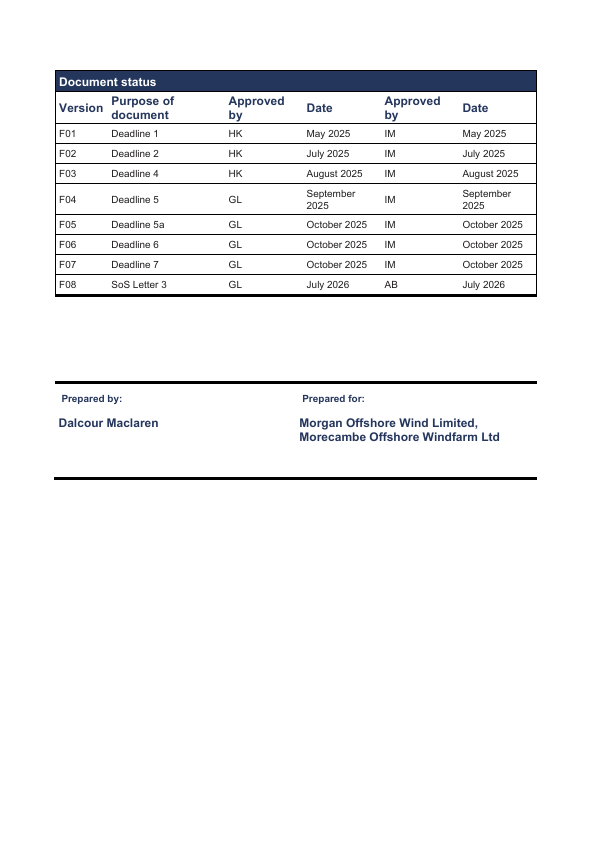 Document status
Version Purpose of document Approved by Date Approved by Date
F01 Deadline 1 HK May 2025 IM May 2025
F02 Deadline 2 HK July 2025 IM July 2025
F03 Deadline 4 HK August 2025 IM August 2025
F04 Deadline 5 GL September 2025 IM September 2025
F05 Deadline 5a GL October 2025 IM October 2025
F06 Deadline 6 GL October 2025 IM October 2025
F07 Deadline 7 GL October 2025 IM October 2025
F08 SoS Letter 3 GL July 2026 AB July 2026
Prepared by: Prepared for:
Dalcour Maclaren Morgan Offshore Wind Limited,
Morecambe Offshore Windfarm Ltd